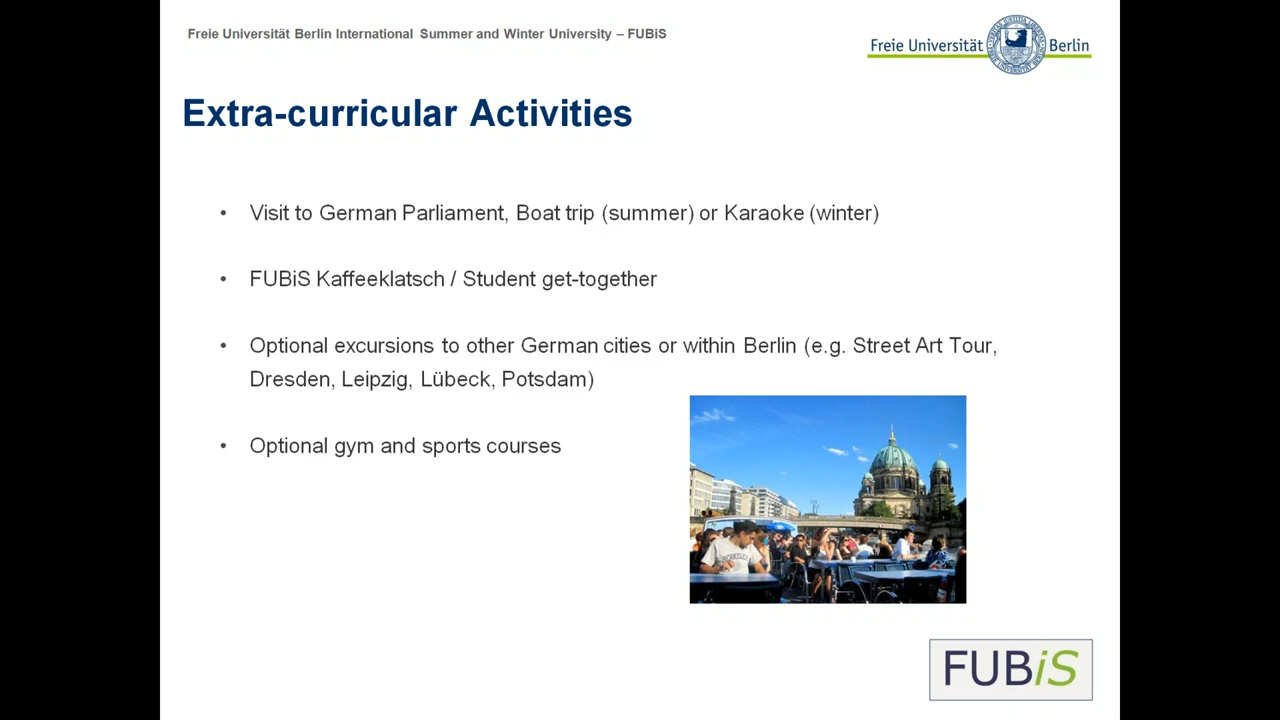 Freie Universität Berlin International Summer and Winter University – FUBiS
Freie Universität Berlin
Extra-curricular Activities
• Visit to German Parliament, Boat trip (summer) or Karaoke (winter)
• FUBiS Kaffeeklatsch / Student get-together
• Optional excursions to other German cities or within Berlin (e.g. Street Art Tour,
Dresden, Leipzig, Lübeck, Potsdam)
• Optional gym and sports courses
FUBiS